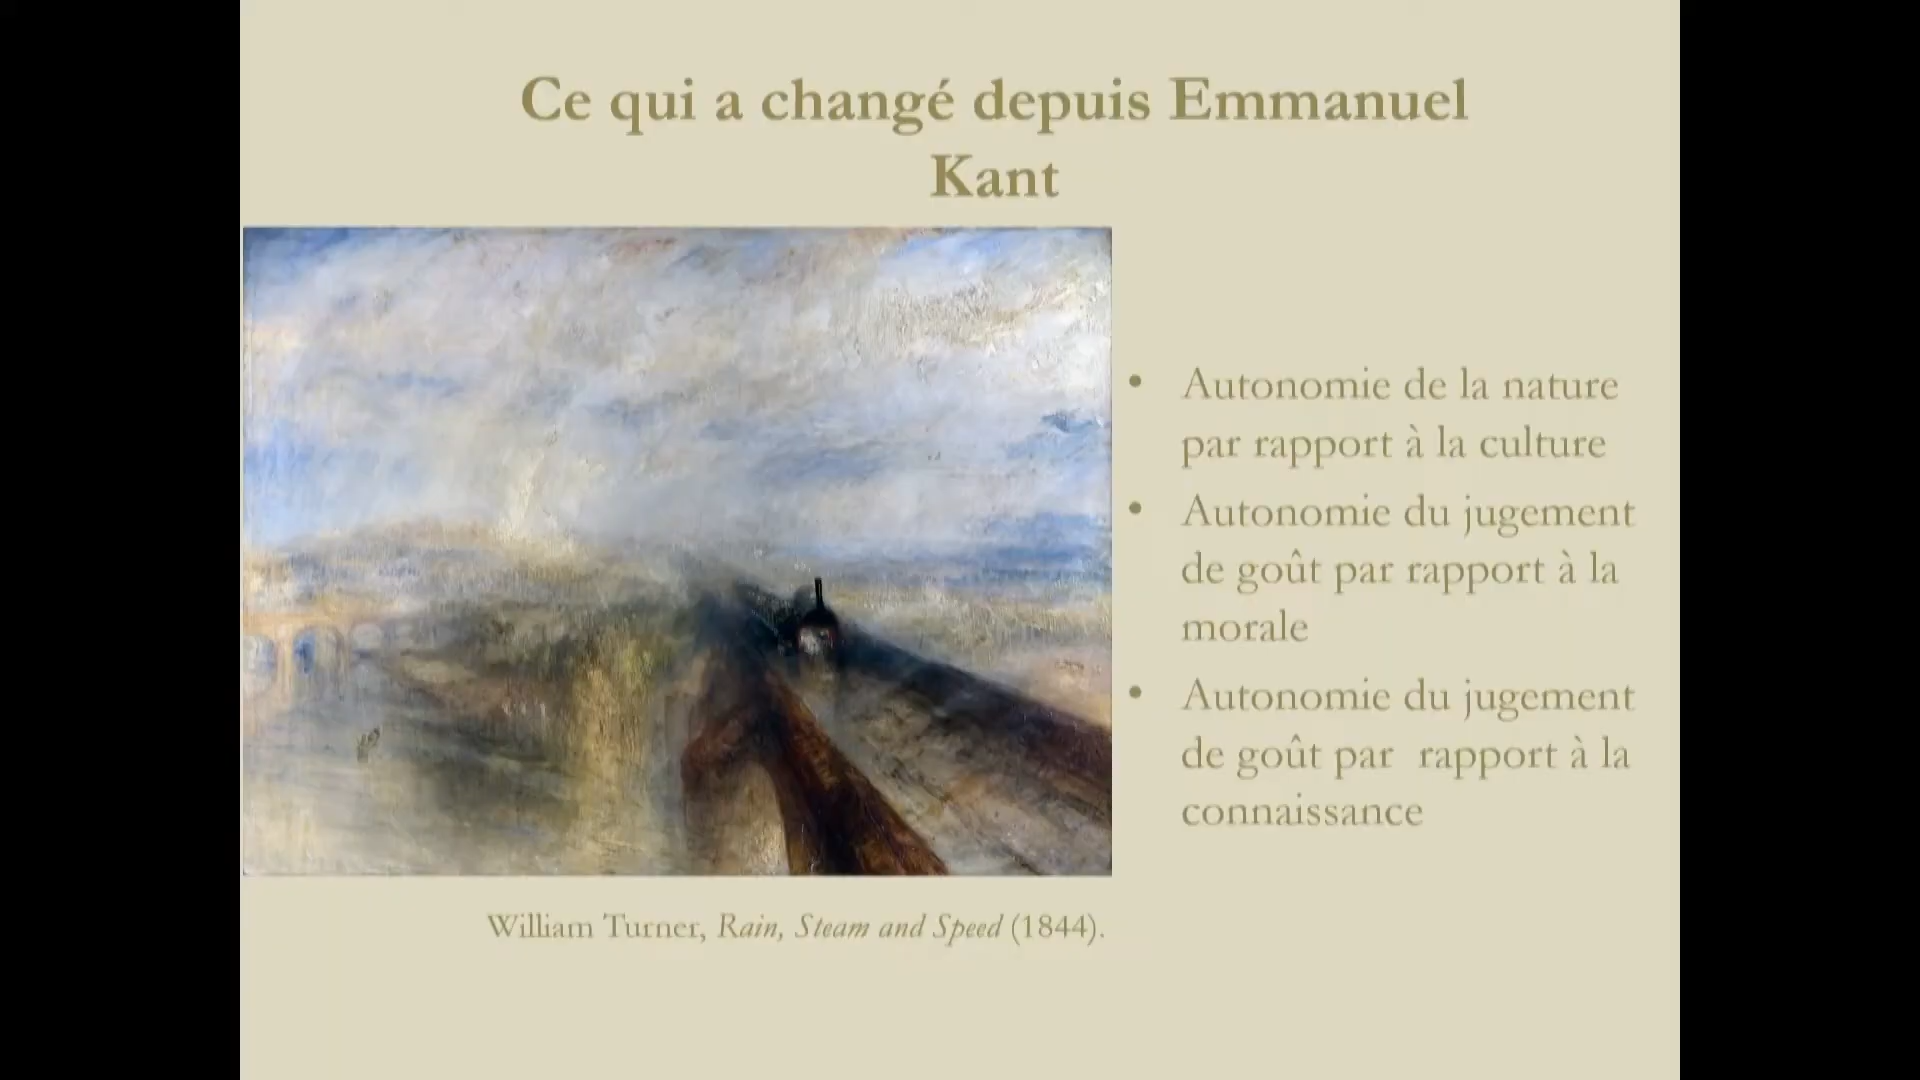 Ce qui a changé depuis Emmanuel
Kant
• Autonomie de la nature
par rapport à la culture
• Autonomie du jugement
de goût par rapport à la
morale
• Autonomie du jugement
de goût par  rapport à la
connaissance
William Turner, Rain, Steam and Speed (1844).